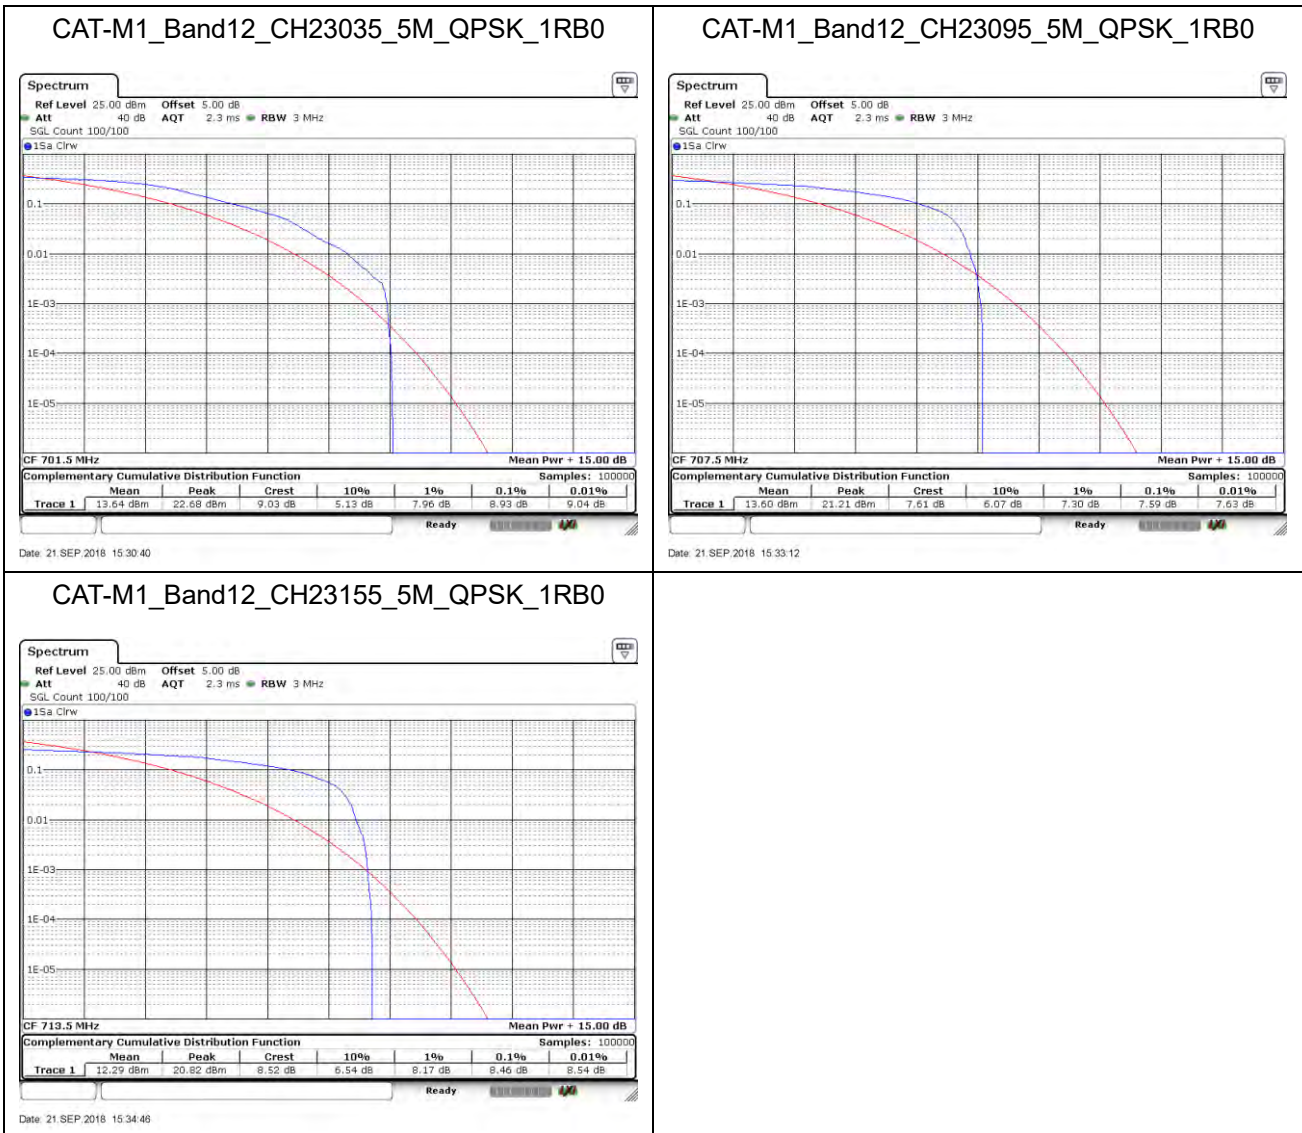 CAT-M1_Band12_CH23035_5M_QPSK_1RB0
Spectrum
Ref Level 25.00 dBm Offset 5.00 dB
Att 40 dB AQT 2.3 ms RBW 3 MHz
SGL Count 100/100
1Sa Clrw
0.1
0.01
1E-03
1E-04
1E-05
CF 701.5 MHz Mean Pwr + 15.00 dB
Complementary Cumulative Distribution Function Samples: 100000
Mean Peak Crest 10% 1% 0.1% 0.01%
Trace 1 13.64 dBm 22.68 dBm 9.03 dB 5.13 dB 7.96 dB 8.93 dB 9.04 dB
Ready
Date: 21.SEP.2018 15:30:40
CAT-M1_Band12_CH23095_5M_QPSK_1RB0
Spectrum
Ref Level 25.00 dBm Offset 5.00 dB
Att 40 dB AQT 2.3 ms RBW 3 MHz
SGL Count 100/100
1Sa Clrw
0.1
0.01
1E-03
1E-04
1E-05
CF 707.5 MHz Mean Pwr + 15.00 dB
Complementary Cumulative Distribution Function Samples: 100000
Mean Peak Crest 10% 1% 0.1% 0.01%
Trace 1 13.60 dBm 21.21 dBm 7.61 dB 6.07 dB 7.30 dB 7.59 dB 7.63 dB
Ready
Date: 21.SEP.2018 15:33:12
CAT-M1_Band12_CH23155_5M_QPSK_1RB0
Spectrum
Ref Level 25.00 dBm Offset 5.00 dB
Att 40 dB AQT 2.3 ms RBW 3 MHz
SGL Count 100/100
1Sa Clrw
0.1
0.01
1E-03
1E-04
1E-05
CF 713.5 MHz Mean Pwr + 15.00 dB
Complementary Cumulative Distribution Function Samples: 100000
Mean Peak Crest 10% 1% 0.1% 0.01%
Trace 1 12.29 dBm 20.82 dBm 8.52 dB 6.54 dB 8.17 dB 8.46 dB 8.54 dB
Ready
Date: 21.SEP.2018 15:34:46